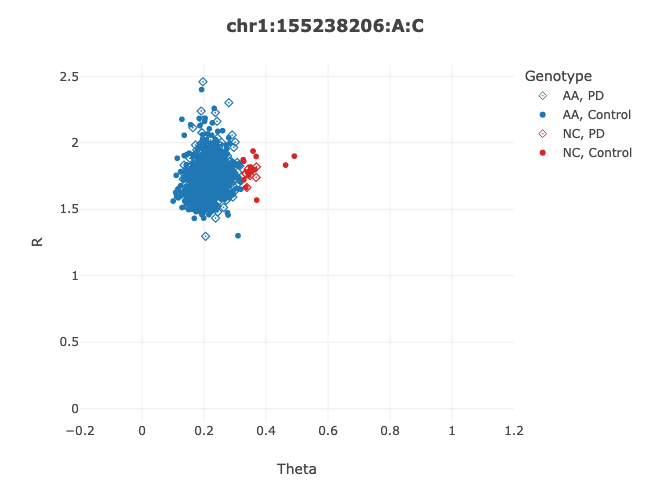 chr1:155238206:A:C
Genotype
AA, PD
AA, Control
NC, PD
NC, Control
2.5
2
1.5
1
0.5
0
R
−0.2 0 0.2 0.4 0.6 0.8 1 1.2
Theta